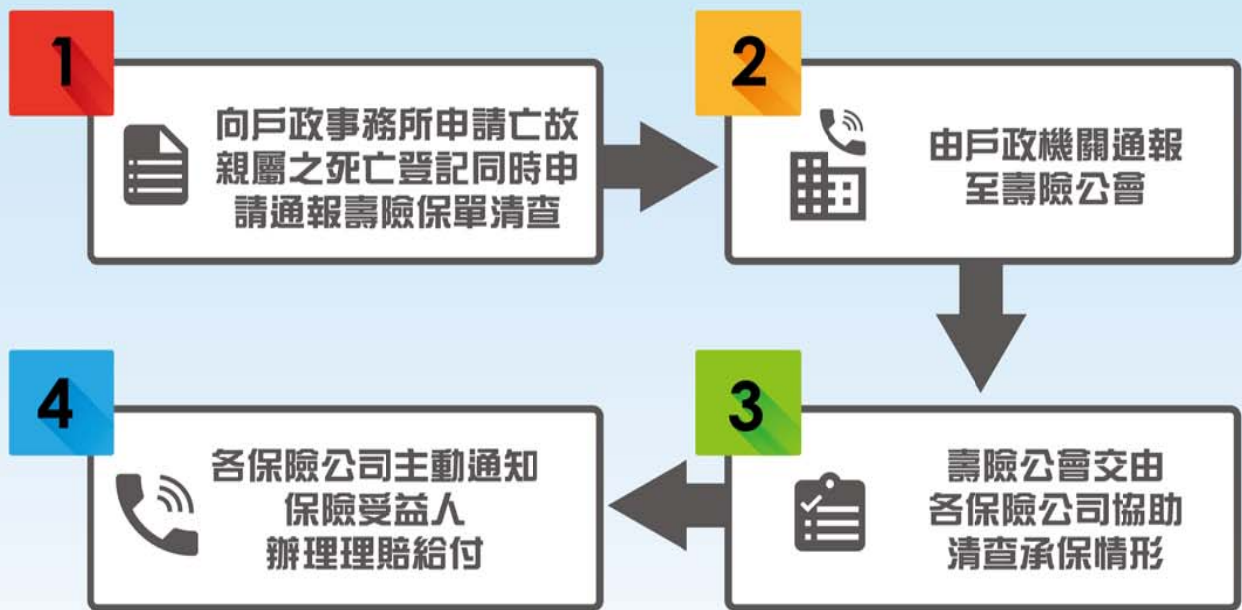 1
向戶政事務所申請亡故
親屬之死亡登記同時申
請通報壽險保單清查
2
由戶政機關通報
至壽險公會
3
壽險公會交由
各保險公司協助
清查承保情形
4
各保險公司主動通知
保險受益人
辦理理賠給付